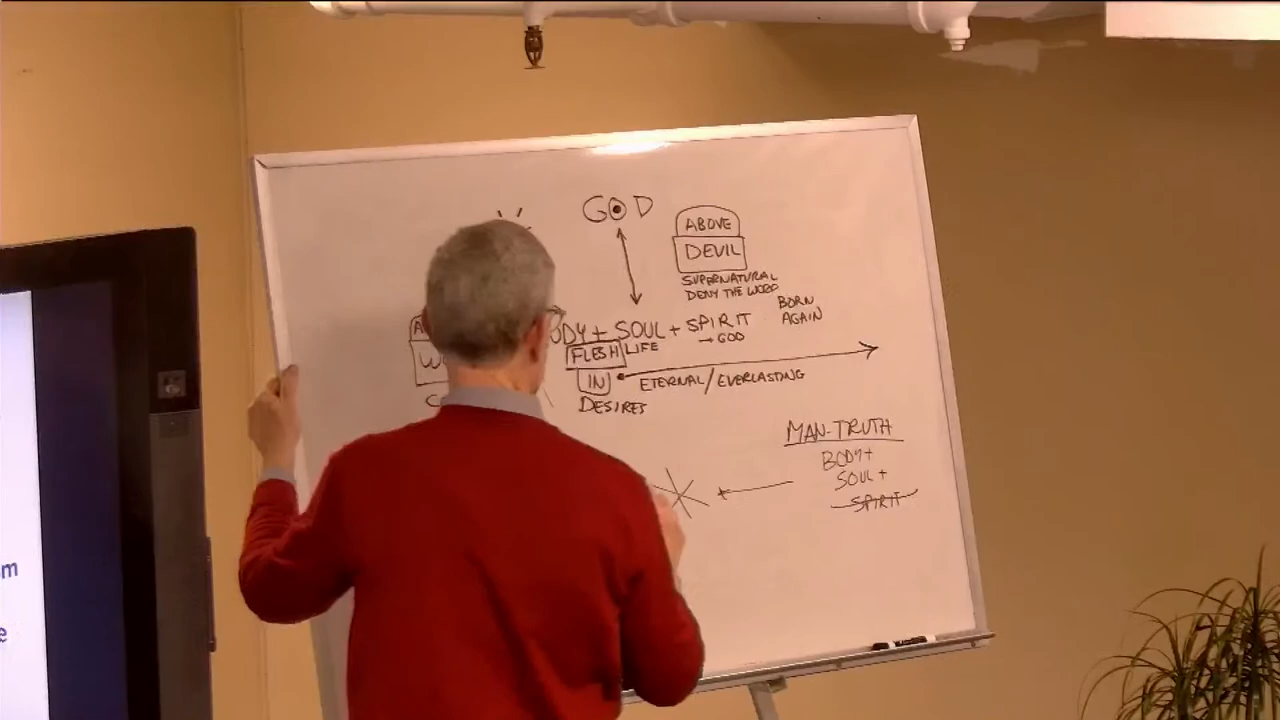 GOD
ABOVE
DEVIL
SUPERNATURAL
DENY THE WORD
BORN
AGAIN
ODY + SOUL + SPIRIT
FLESH LIFE → GOD
IN
ETERNAL/EVERLASTING
DESIRES
MAN-TRUTH
BODY+
SOUL +
SPIRIT